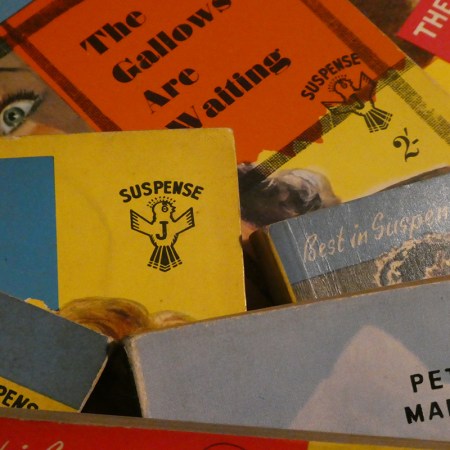 The
Gallows
Are
Waiting
SUSPENSE
J
2/-
THE
SUSPENSE
J
Best in Suspen
PENS
PET
MAR